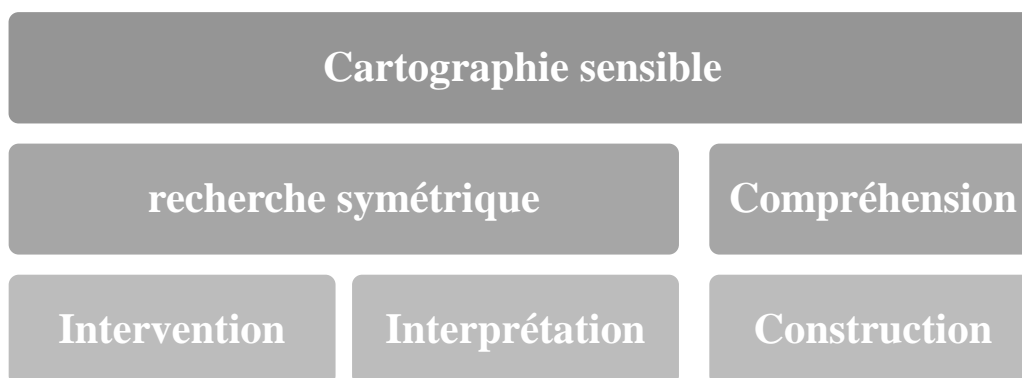 Cartographie sensible
recherche symétrique
Compréhension
Intervention
Interprétation
Construction